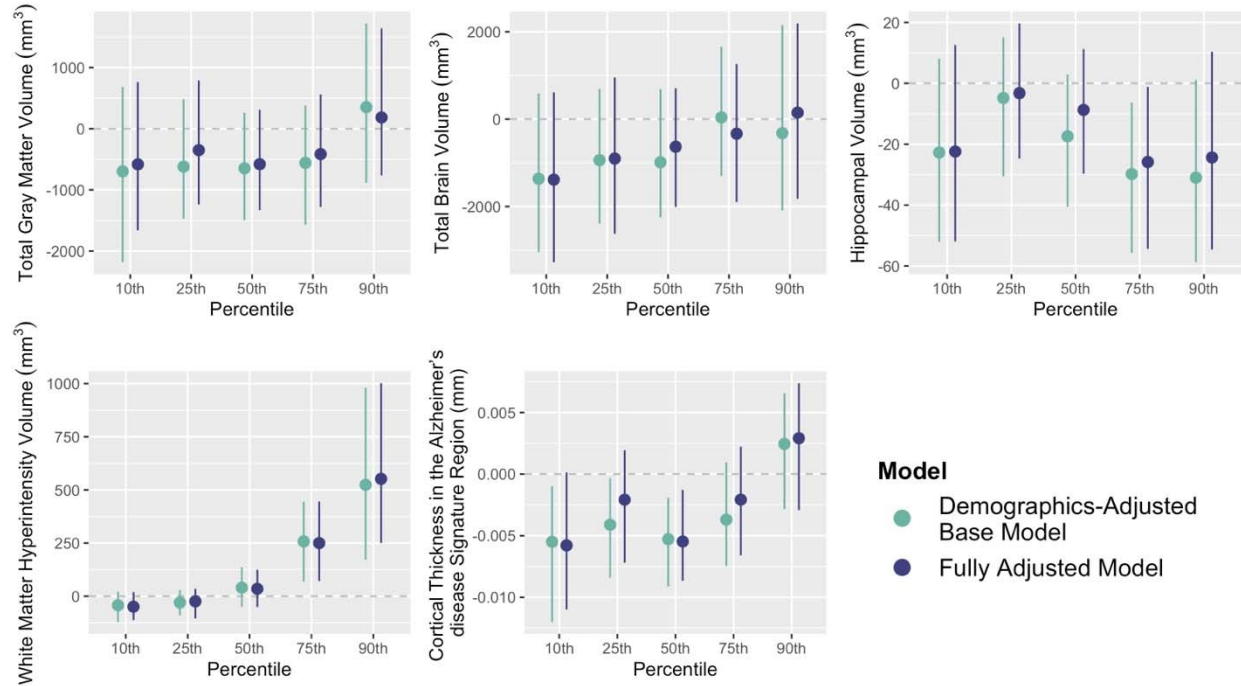 Total Gray Matter Volume (mm³)
1000
0
-1000
-2000
10th 25th 50th 75th 90th
Percentile
Total Brain Volume (mm³)
2000
0
-2000
10th 25th 50th 75th 90th
Percentile
Hippocampal Volume (mm³)
20
0
-20
-40
-60
10th 25th 50th 75th 90th
Percentile
White Matter Hyperintensity Volume (mm³)
1000
750
500
250
0
10th 25th 50th 75th 90th
Percentile
Cortical Thickness in the Alzheimer's
disease Signature Region (mm)
0.005
0.000
-0.005
-0.010
10th 25th 50th 75th 90th
Percentile
Model
Demographics-Adjusted
Base Model
Fully Adjusted Model